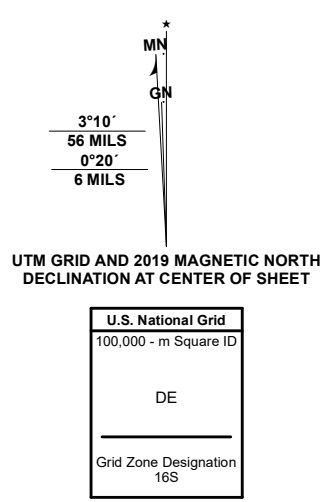 MN
GN
3°10´
56 MILS
0°20´
6 MILS
UTM GRID AND 2019 MAGNETIC NORTH
DECLINATION AT CENTER OF SHEET
U.S. National Grid
100,000 - m Square ID
DE
Grid Zone Designation
16S